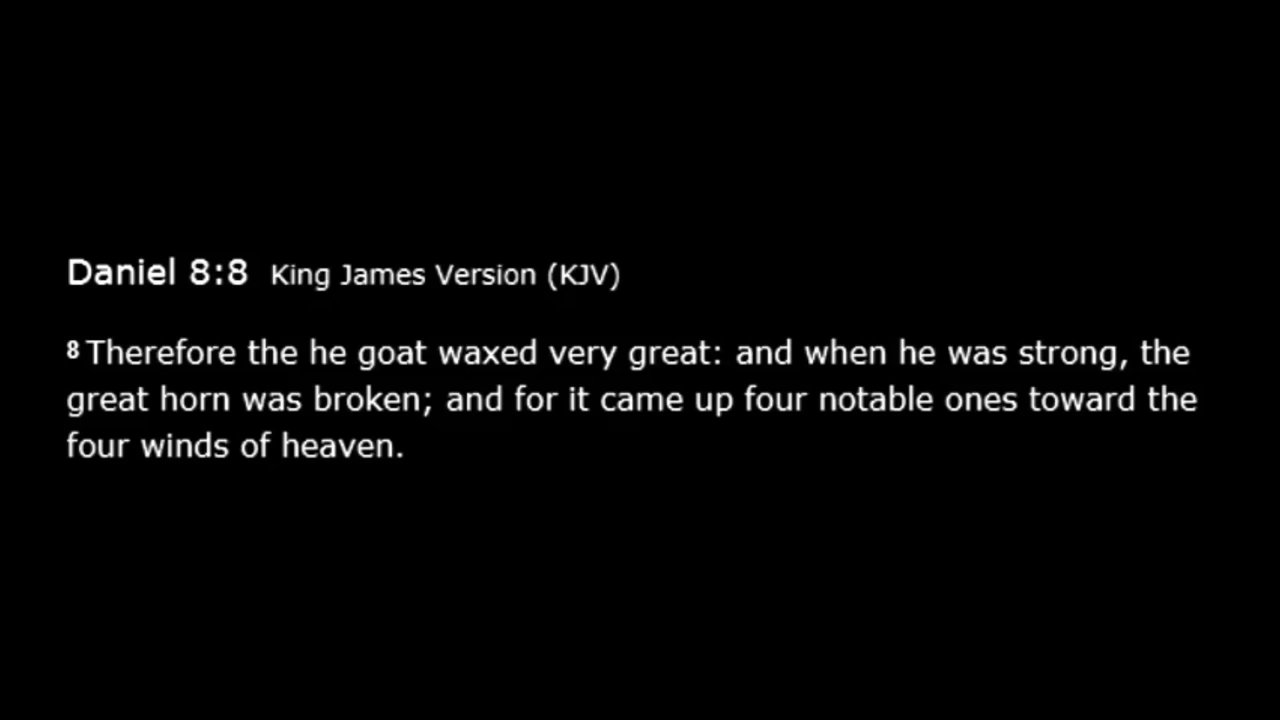 Daniel 8:8 King James Version (KJV)
8 Therefore the he goat waxed very great: and when he was strong, the
great horn was broken; and for it came up four notable ones toward the
four winds of heaven.